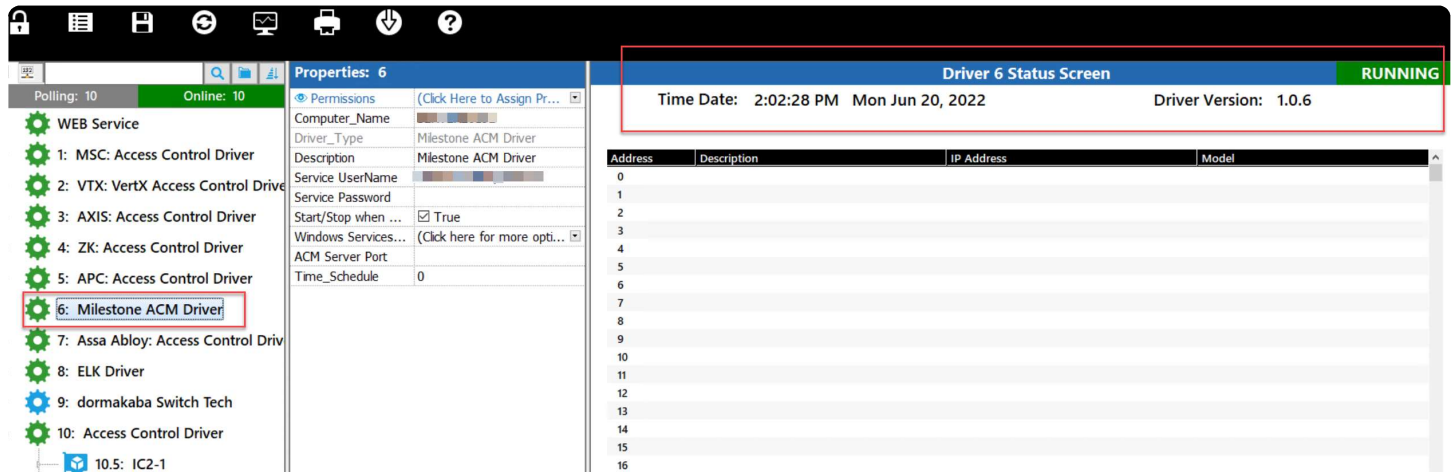 Properties: 6
Driver 6 Status Screen
RUNNING
Polling: 10
Online: 10
WEB Service
1: MSC: Access Control Driver
2: VTX: VertX Access Control Drive
3: AXIS: Access Control Driver
4: ZK: Access Control Driver
5: APC: Access Control Driver
6: Milestone ACM Driver
7: Assa Abloy: Access Control Driv
8: ELK Driver
9: dormakaba Switch Tech
10: Access Control Driver
10.5: IC2-1
Permissions (Click Here to Assign Pr...
Computer_Name
Driver_Type Milestone ACM Driver
Description Milestone ACM Driver
Service UserName
Service Password
Start/Stop when ... True
Windows Services... (Click here for more opti...
ACM Server Port
Time_Schedule 0
Time Date: 2:02:28 PM Mon Jun 20, 2022 Driver Version: 1.0.6
Address Description IP Address Model
0
1
2
3
4
5
6
7
8
9
10
11
12
13
14
15
16